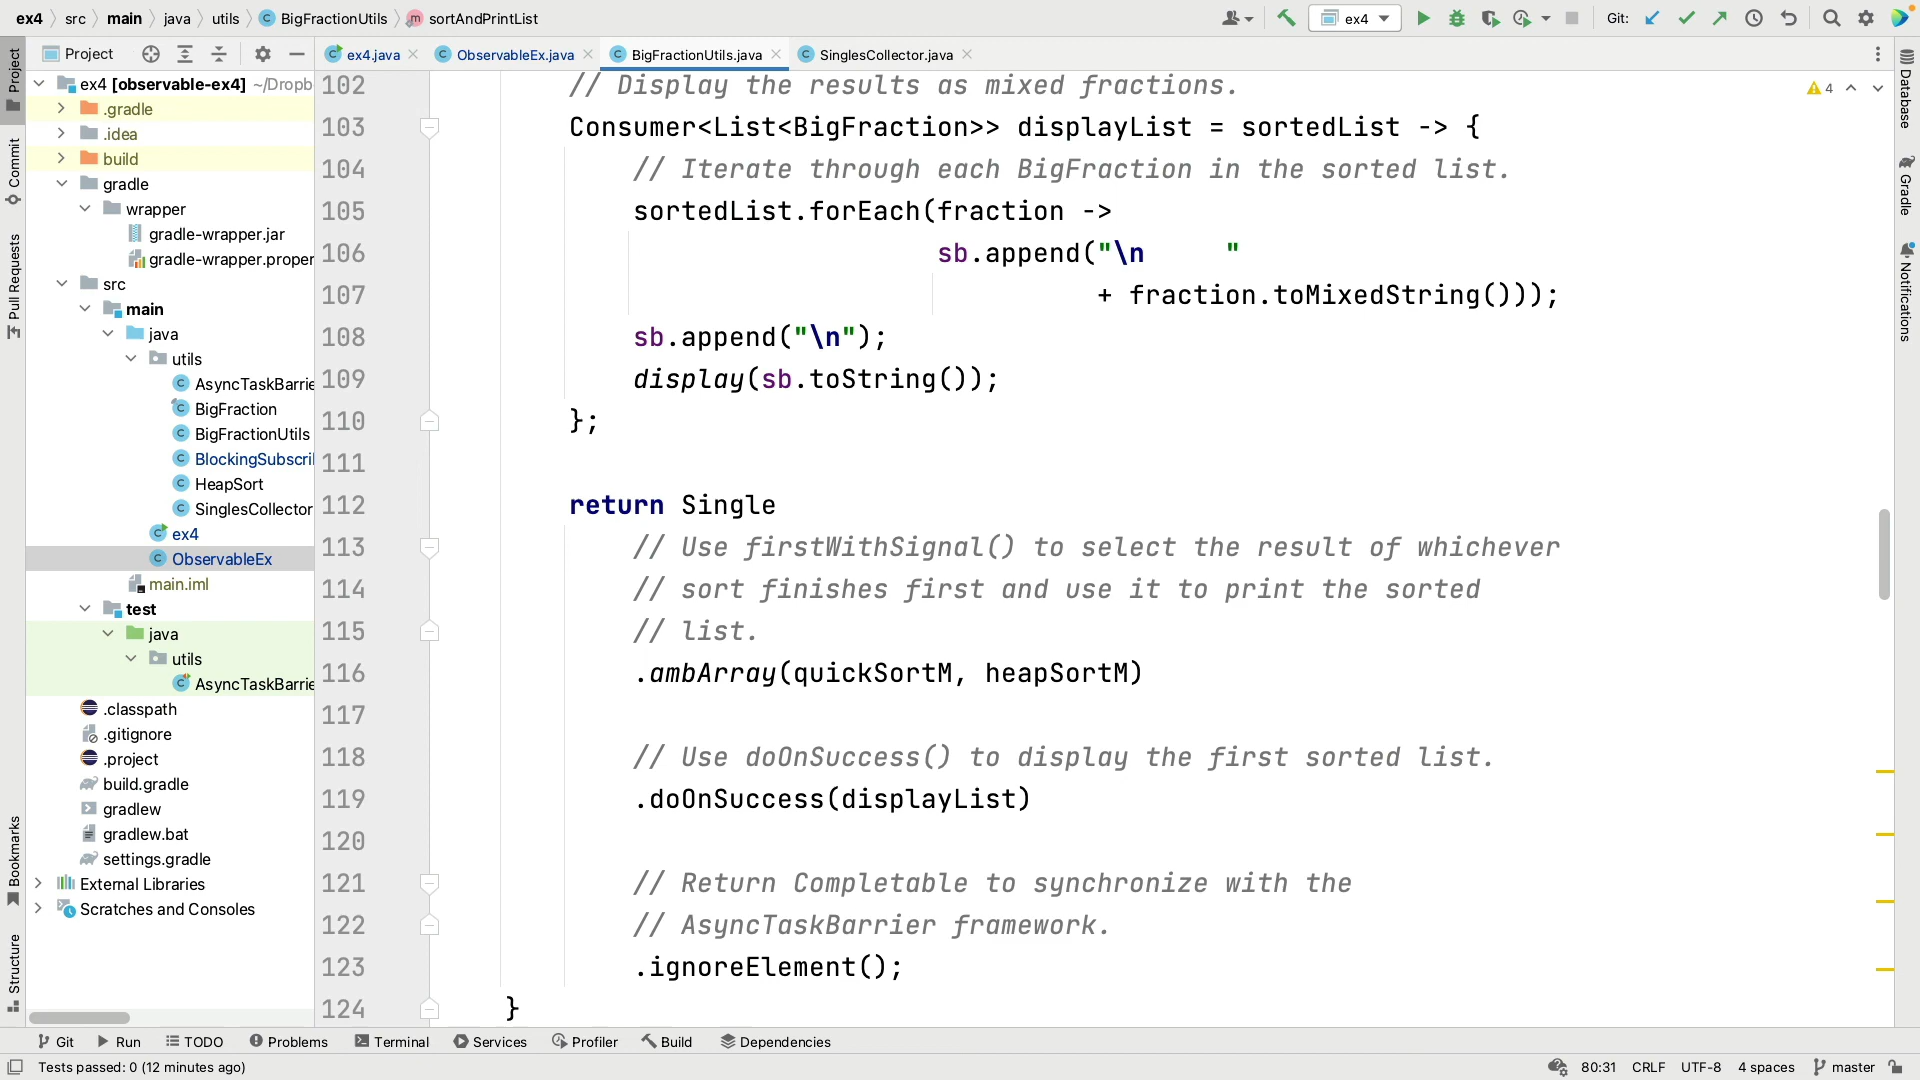 ex4 src main java utils BigFractionUtils sortAndPrintList
ex4 Git:
Project
ex4.java ObservableEx.java BigFractionUtils.java SinglesCollector.java
Project
Commit
Pull Requests
Bookmarks
Structure
ex4 [observable-ex4] ~/Dropb
.gradle
.idea
build
gradle
wrapper
gradle-wrapper.jar
gradle-wrapper.proper
src
main
java
utils
AsyncTaskBarrie
BigFraction
BigFractionUtils
BlockingSubscri
HeapSort
SinglesCollector
ex4
ObservableEx
main.iml
test
java
utils
AsyncTaskBarrie
.classpath
.gitignore
.project
build.gradle
gradlew
gradlew.bat
settings.gradle
External Libraries
Scratches and Consoles
102 // Display the results as mixed fractions.
103 Consumer<List<BigFraction>> displayList = sortedList -> {
104 // Iterate through each BigFraction in the sorted list.
105 sortedList.forEach(fraction ->
106 sb.append("\n     "
107 + fraction.toMixedString()));
108 sb.append("\n");
109 display(sb.toString());
110 };
111
112 return Single
113 // Use firstWithSignal() to select the result of whichever
114 // sort finishes first and use it to print the sorted
115 // list.
116 .ambArray(quickSortM, heapSortM)
117
118 // Use doOnSuccess() to display the first sorted list.
119 .doOnSuccess(displayList)
120
121 // Return Completable to synchronize with the
122 // AsyncTaskBarrier framework.
123 .ignoreElement();
124 }
4
Database
Gradle
Notifications
Git Run TODO Problems Terminal Services Profiler Build Dependencies
Tests passed: 0 (12 minutes ago) 80:31 CRLF UTF-8 4 spaces master